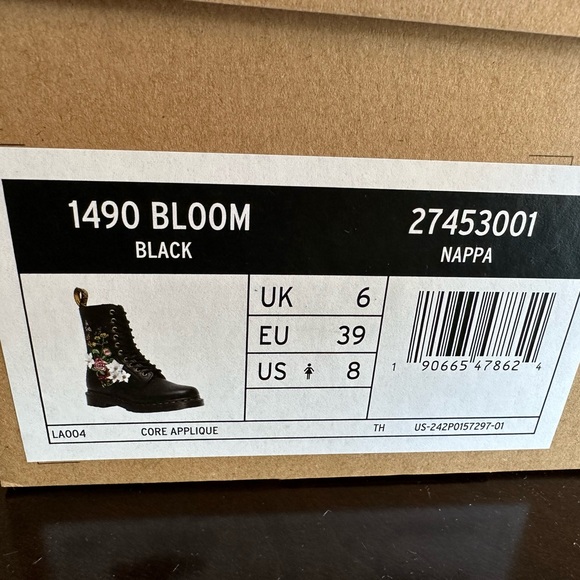 1490 BLOOM
BLACK
27453001
NAPPA
UK 6
EU 39
US 8
1 90665 47862 4
LA004 CORE APPLIQUE TH US-242P0157297-01